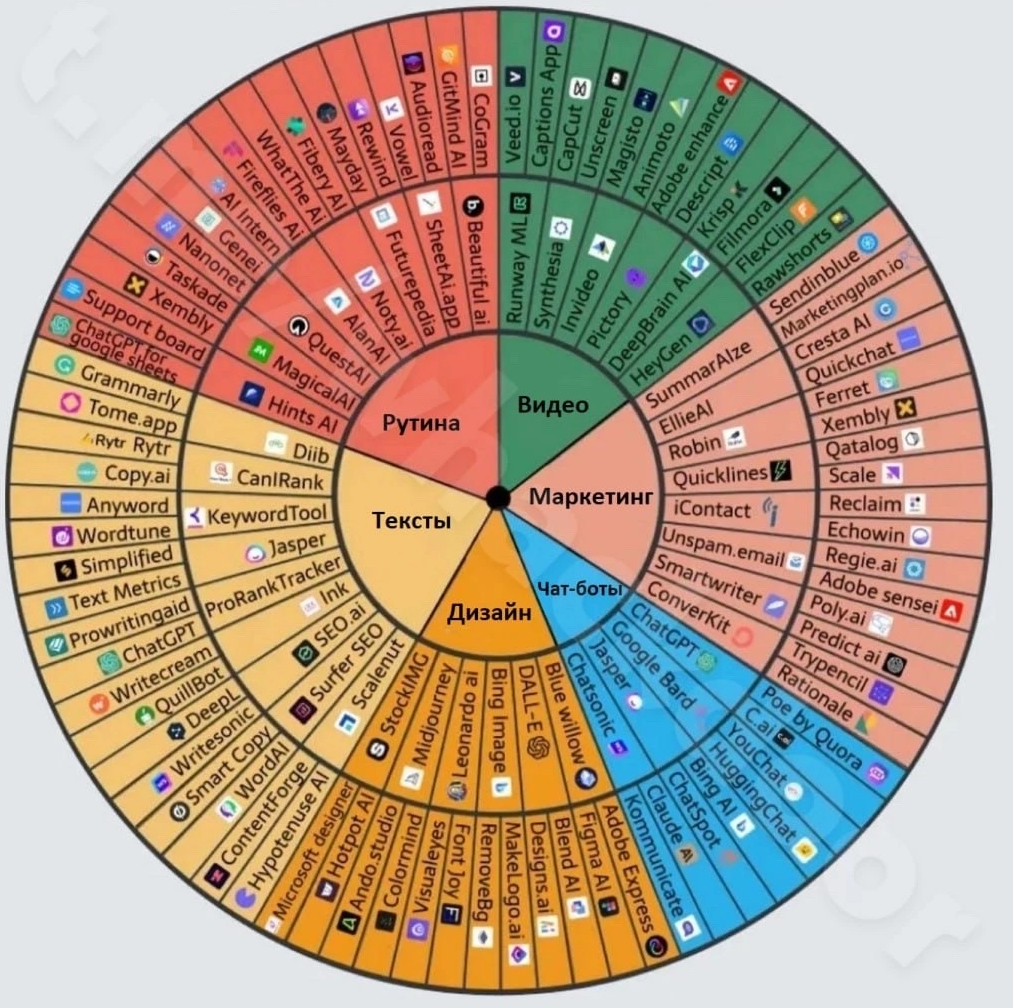 Видео
Маркетинг
Чат-боты
Дизайн
Тексты
Рутина
Runway ML
Synthesia
Invideo
Pictory
DeepBrain AI
HeyGen
Veed.io
Captions App
CapCut
Unscreen
Magisto
Animoto
Adobe enhance
Descript
Krisp
Filmora
FlexClip
Rawshorts
SummarAIze
EllieAI
Robin
Quicklines
iContact
Unspam.email
Smartwriter
ConverKit
Sendinblue
Marketingplan.io
Cresta AI
Quickchat
Ferret
Xembly
Qatalog
Scale
Reclaim
Echowin
Regie.ai
Adobe sensei
Poly.ai
Predict ai
Trypencil
Rationale
ChatGPT
Google Bard
Jasper
Chatsonic
Poe by Quora
C.ai
YouChat
HuggingChat
Bing AI
ChatSpot
Claude
Kommunicate
Blue willow
DALL-E
Bing Image
Leonardo ai
Midjourney
StockIMG
Adobe Express
Figma AI
Blend AI
Designs.ai
MakeLogo.ai
RemoveBg
Font Joy
Visualeyes
Colormind
Ando.studio
Hotpot AI
Microsoft designer
Scalenut
Surfer SEO
SEO.ai
Ink
ProRankTracker
Jasper
KeywordTool
CanIRank
Diib
Hypotenuse AI
ContentForge
WordAI
Smart Copy
Writesonic
DeepL
QuillBot
Writecream
ChatGPT
Prowritingaid
Text Metrics
Simplified
Wordtune
Anyword
Copy.ai
Rytr Rytr
Tome.app
Grammarly
Hints AI
MagicalAI
QuestAI
AlanAI
Noty.ai
Futurepedia
SheetAi.app
Beautiful ai
ChatGPT for
google sheets
Support board
Xembly
Taskade
Nanonet
Genei
AI Intern
Fireflies Ai
WhatThe Ai
Fibery AI
Mayday
Rewind
Vowel
Audioread
GitMind AI
CoGram